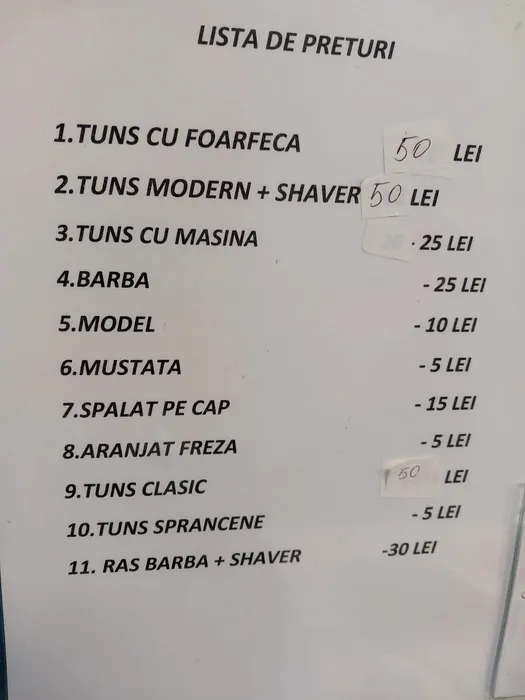 LISTA DE PRETURI
1.TUNS CU FOARFECA 50 LEI
2.TUNS MODERN + SHAVER 50 LEI
3.TUNS CU MASINA - 25 LEI
4.BARBA - 25 LEI
5.MODEL - 10 LEI
6.MUSTATA - 5 LEI
7.SPALAT PE CAP - 15 LEI
8.ARANJAT FREZA - 5 LEI
9.TUNS CLASIC 50 LEI
10.TUNS SPRANCENE - 5 LEI
11. RAS BARBA + SHAVER -30 LEI